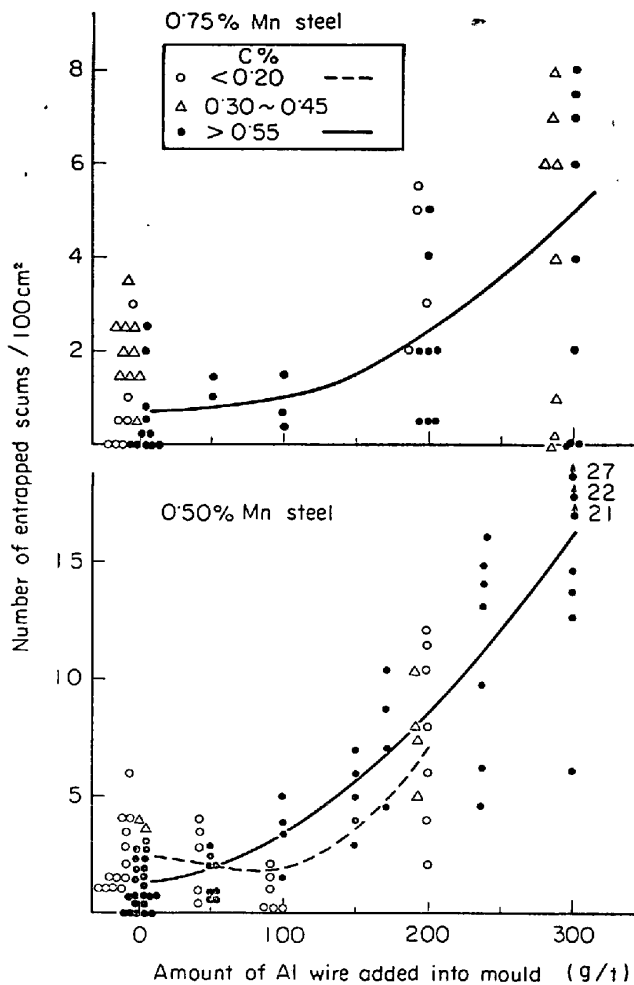 0.75% Mn steel
C%
<0.20
0.30~0.45
>0.55
8
6
4
2
27
22
21
0.50% Mn steel
15
10
5
0 100 200 300
Number of entrapped scums / 100cm²
Amount of Al wire added into mould (g/t)